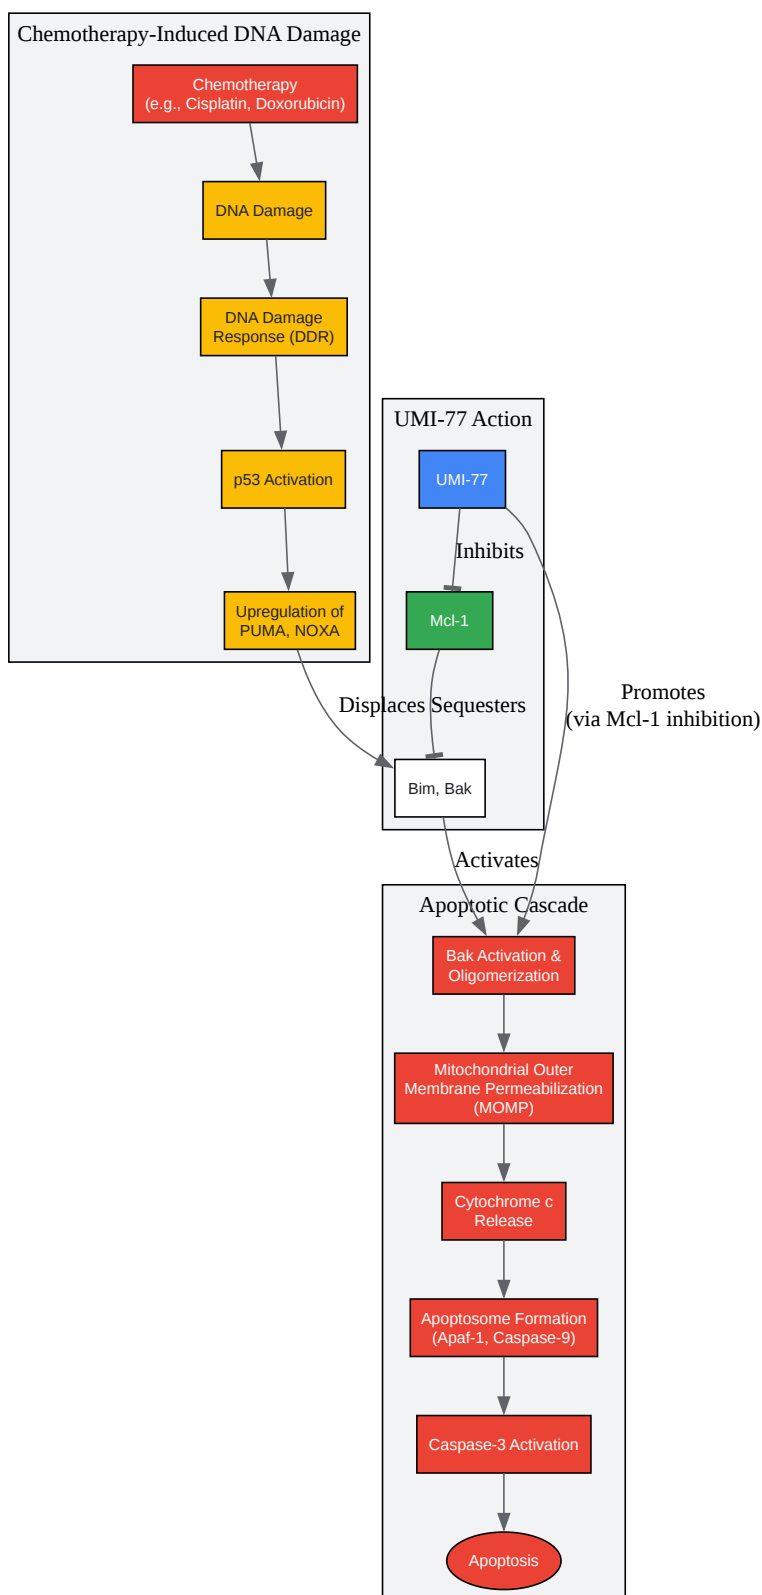 Chemotherapy-Induced DNA Damage
Chemotherapy
(e.g., Cisplatin, Doxorubicin)
DNA Damage
DNA Damage
Response (DDR)
p53 Activation
Upregulation of
PUMA, NOXA
UMI-77 Action
UMI-77
Inhibits
Mcl-1
Displaces
Sequesters
Promotes
(via Mcl-1 inhibition)
Bim, Bak
Activates
Apoptotic Cascade
Bak Activation &
Oligomerization
Mitochondrial Outer
Membrane Permeabilization
(MOMP)
Cytochrome c
Release
Apoptosome Formation
(Apaf-1, Caspase-9)
Caspase-3 Activation
Apoptosis